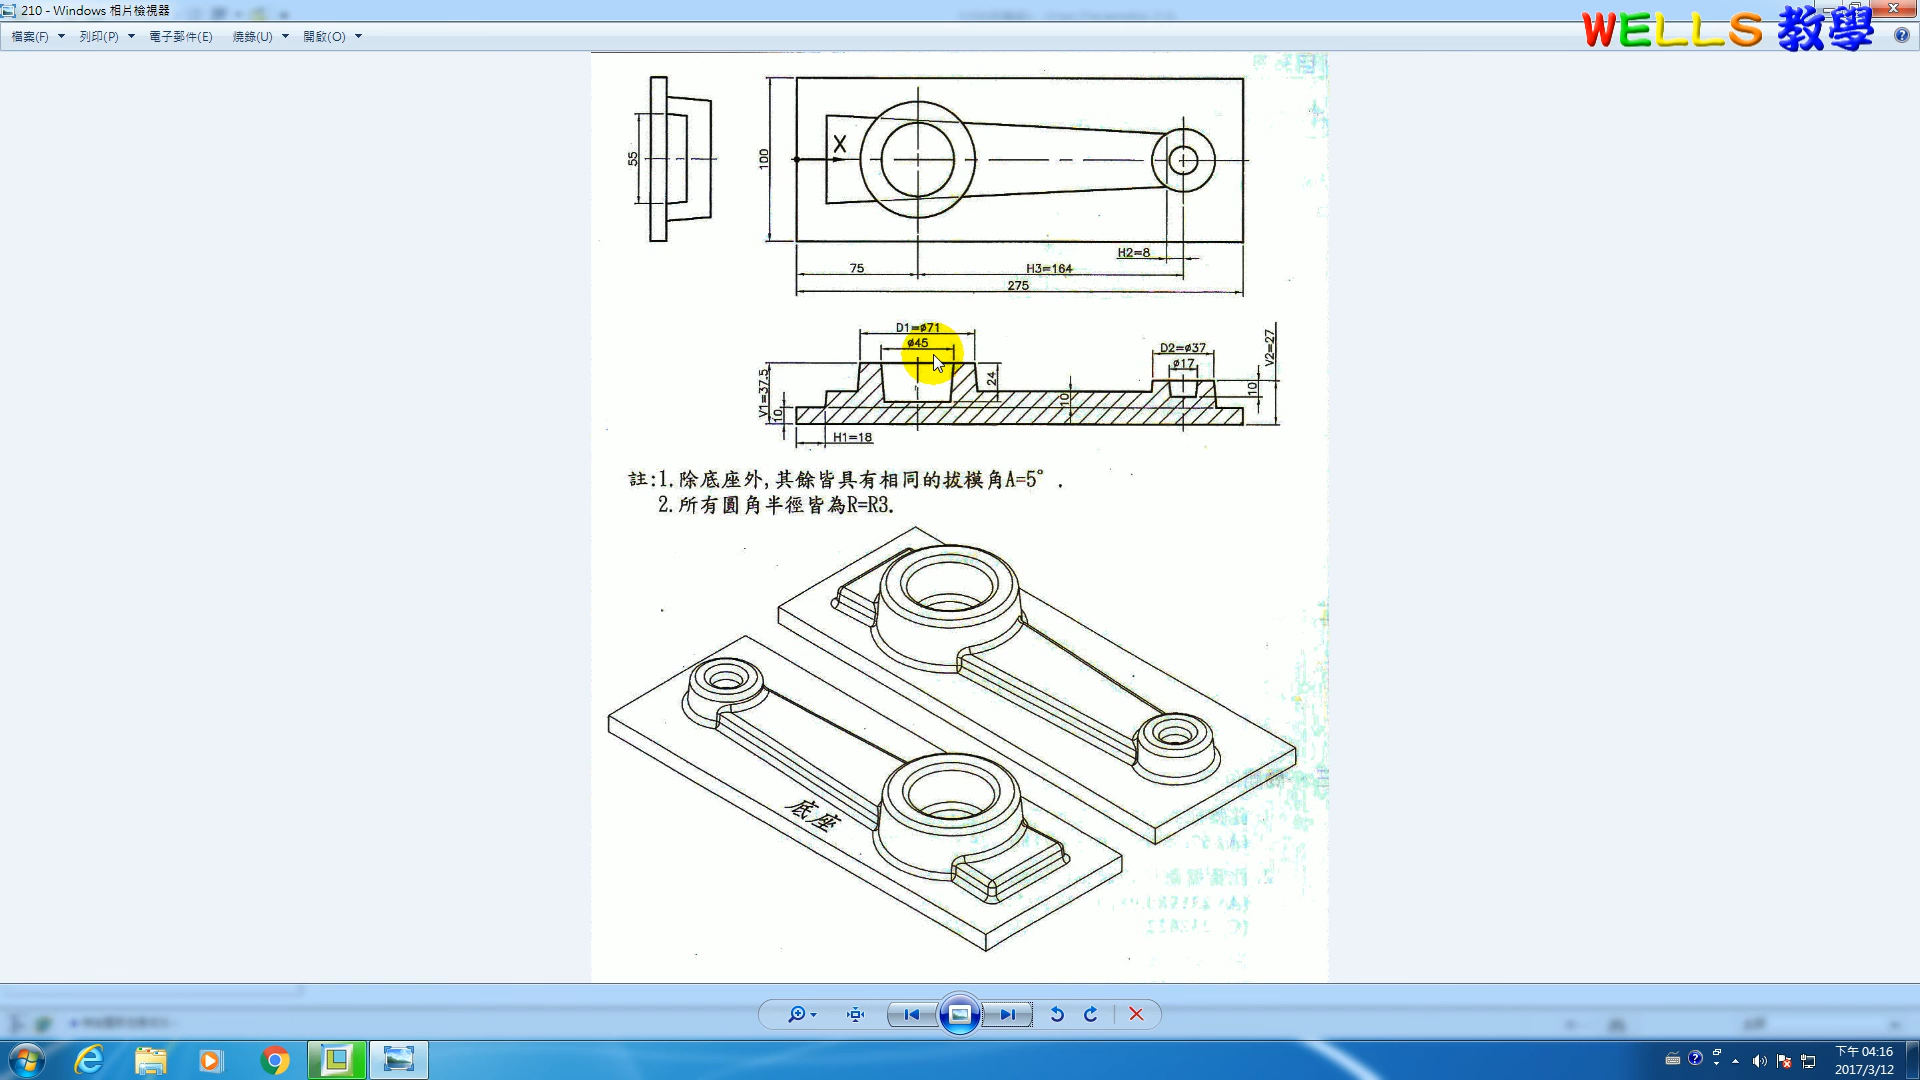 210 - Windows 相片檢視器
WELLS 教學
檔案(F) 列印(P) 電子郵件(E) 燒錄(U) 開啟(O)
55
100
X
H2=8
75
H3=164
275
D1=ø71
ø45
D2=ø37
ø17
V2=27
V1=37.5
10
24
10
10
H1=18
註:1.除底座外,其餘皆具有相同的拔模角A=5°.
2.所有圓角半徑皆為R=R3.
底座
下午 04:16
2017/3/12